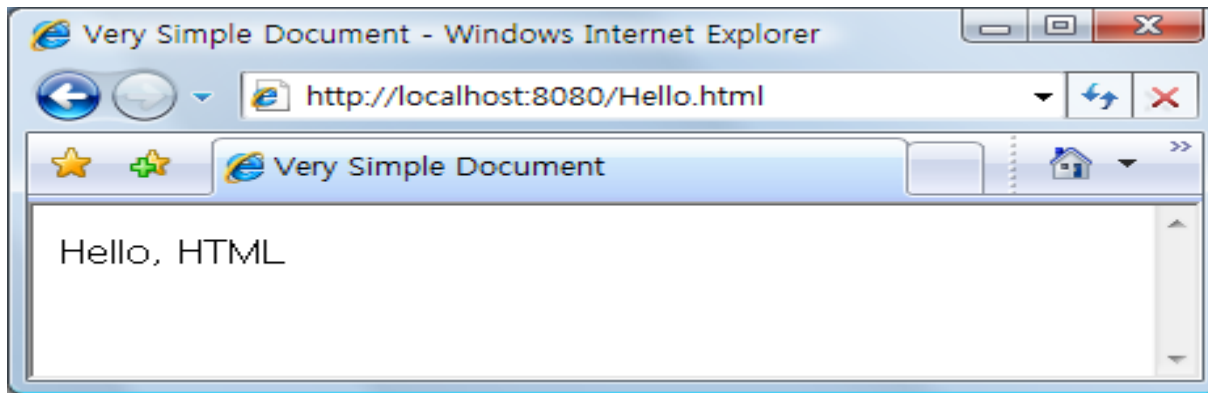 Very Simple Document - Windows Internet Explorer
http://localhost:8080/Hello.html
Very Simple Document
Hello, HTML